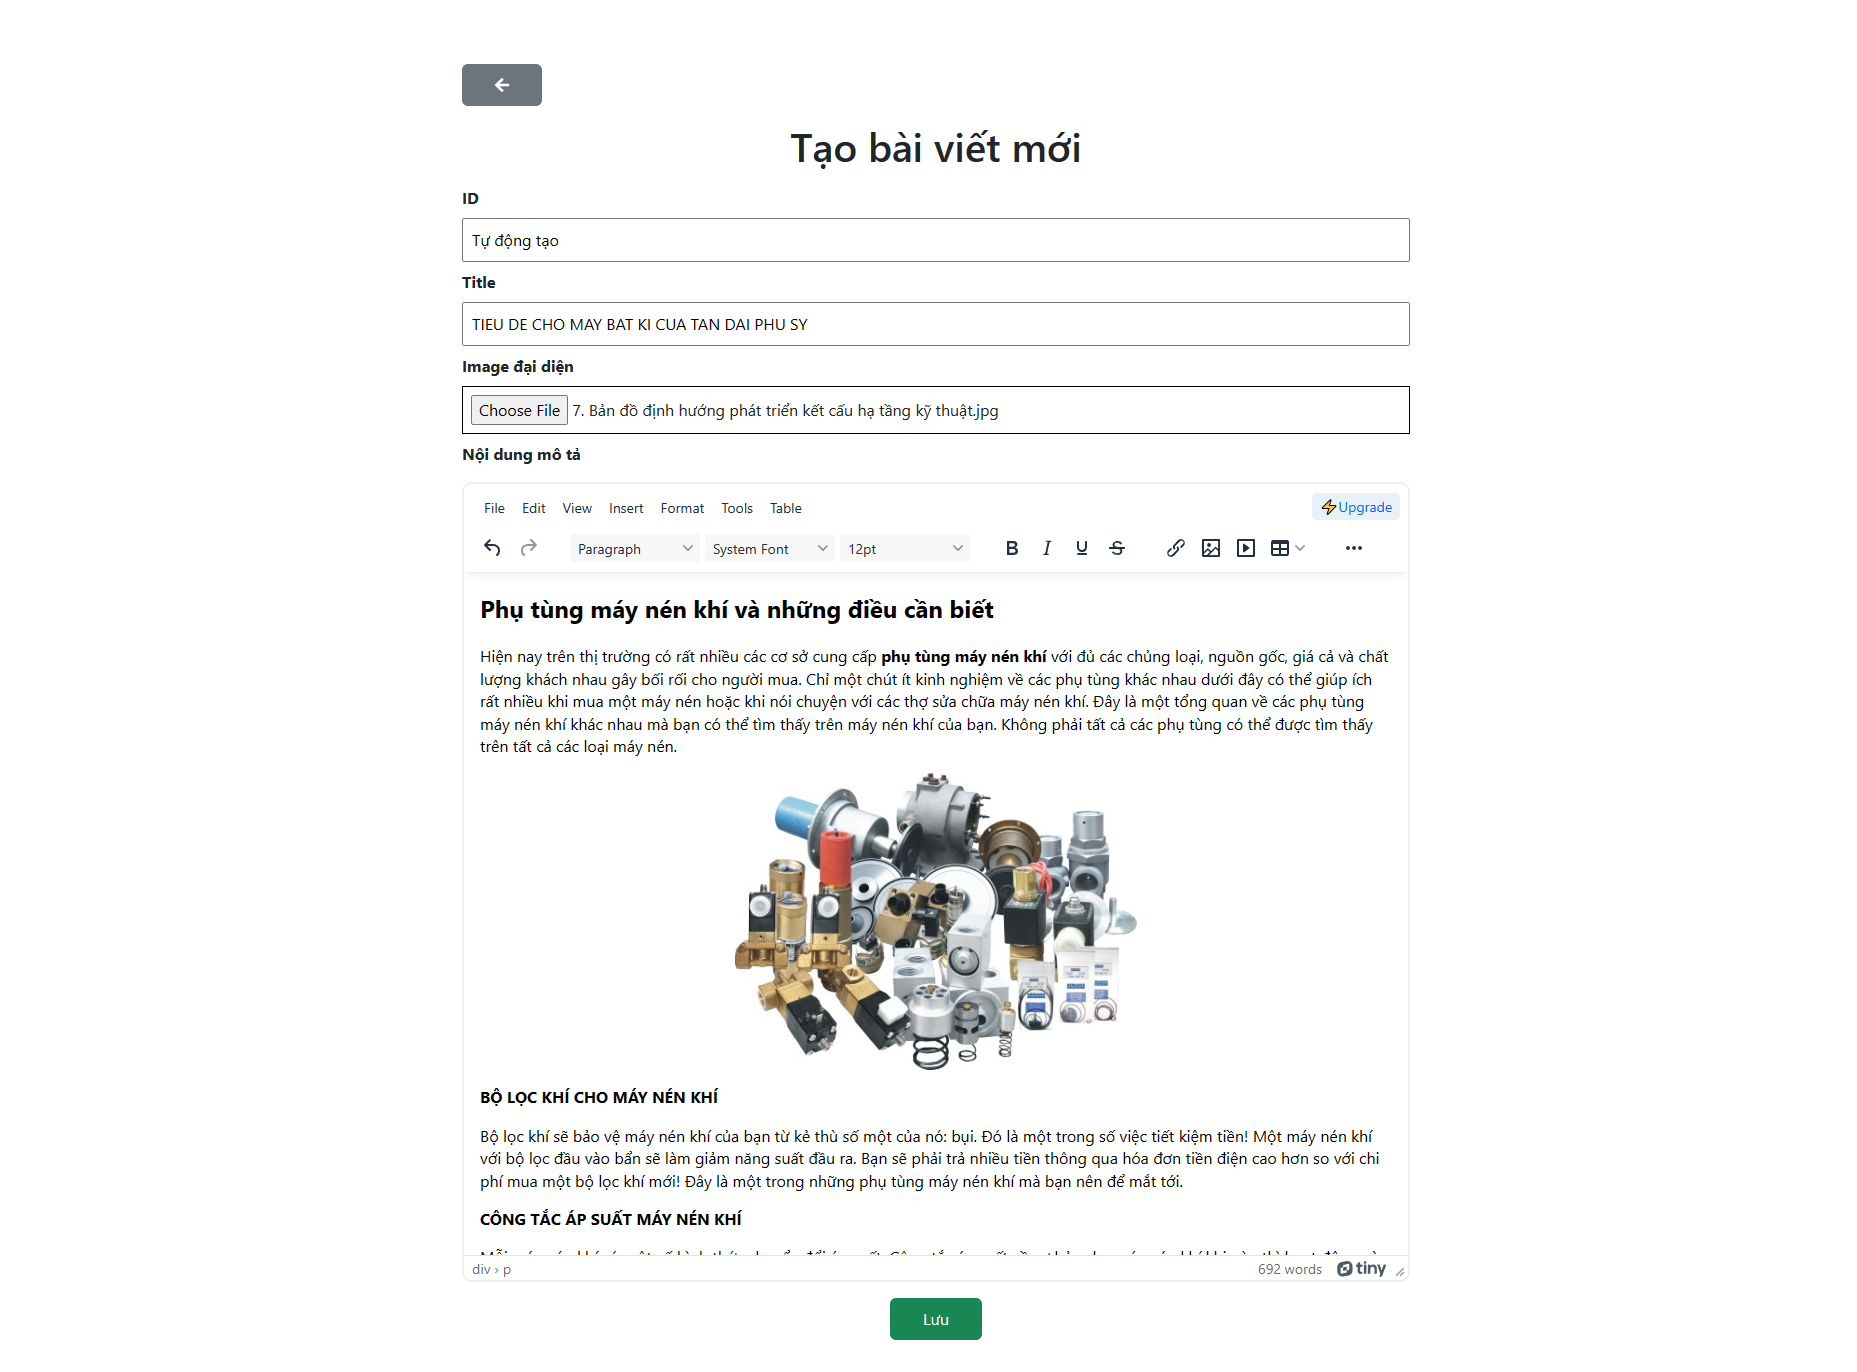 Tạo bài viết mới
ID
Tự động tạo
Title
TIEU DE CHO MAY BAT KI CUA TAN DAI PHU SY
Image đại diện
Choose File 7. Bản đồ định hướng phát triển kết cấu hạ tầng kỹ thuật.jpg
Nội dung mô tả
File Edit View Insert Format Tools Table ⚡Upgrade
Paragraph System Font 12pt B I U S
Phụ tùng máy nén khí và những điều cần biết
Hiện nay trên thị trường có rất nhiều các cơ sở cung cấp phụ tùng máy nén khí với đủ các chủng loại, nguồn gốc, giá cả và chất
lượng khách nhau gây bối rối cho người mua. Chỉ một chút ít kinh nghiệm về các phụ tùng khác nhau dưới đây có thể giúp ích
rất nhiều khi mua một máy nén hoặc khi nói chuyện với các thợ sửa chữa máy nén khí. Đây là một tổng quan về các phụ tùng
máy nén khí khác nhau mà bạn có thể tìm thấy trên máy nén khí của bạn. Không phải tất cả các phụ tùng có thể được tìm thấy
trên tất cả các loại máy nén.
BỘ LỌC KHÍ CHO MÁY NÉN KHÍ
Bộ lọc khí sẽ bảo vệ máy nén khí của bạn từ kẻ thù số một của nó: bụi. Đó là một trong số việc tiết kiệm tiền! Một máy nén khí
với bộ lọc đầu vào bẩn sẽ làm giảm năng suất đầu ra. Bạn sẽ phải trả nhiều tiền thông qua hóa đơn tiền điện cao hơn so với chi
phí mua một bộ lọc khí mới! Đây là một trong những phụ tùng máy nén khí mà bạn nên để mắt tới.
CÔNG TẮC ÁP SUẤT MÁY NÉN KHÍ
div › p 692 words tiny
Lưu